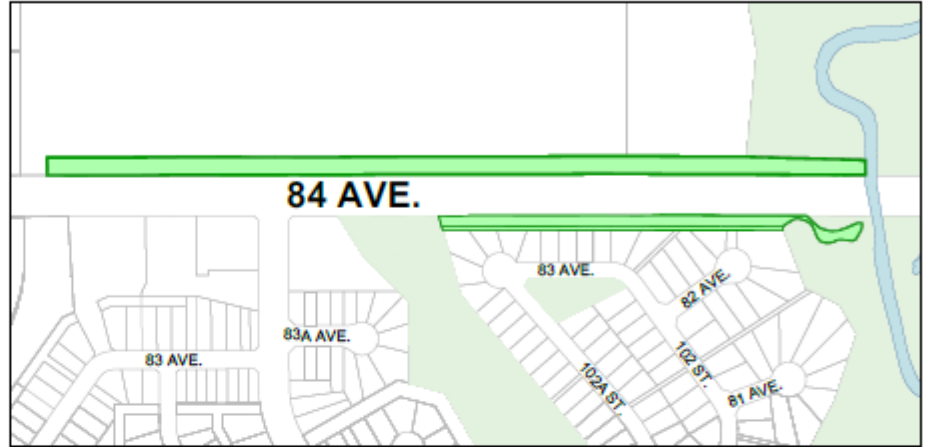 84 AVE.
83 AVE.
82 AVE.
83A AVE.
83 AVE.
102A ST.
102 ST.
81 AVE.